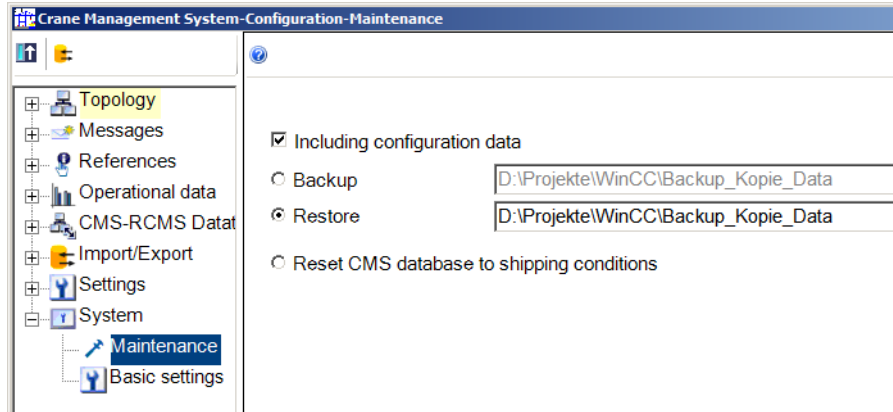 Crane Management System-Configuration-Maintenance
Topology
Messages
References
Operational data
CMS-RCMS Datat
Import/Export
Settings
System
Maintenance
Basic settings
Including configuration data
Backup D:\Projekte\WinCC\Backup_Kopie_Data
Restore D:\Projekte\WinCC\Backup_Kopie_Data
Reset CMS database to shipping conditions